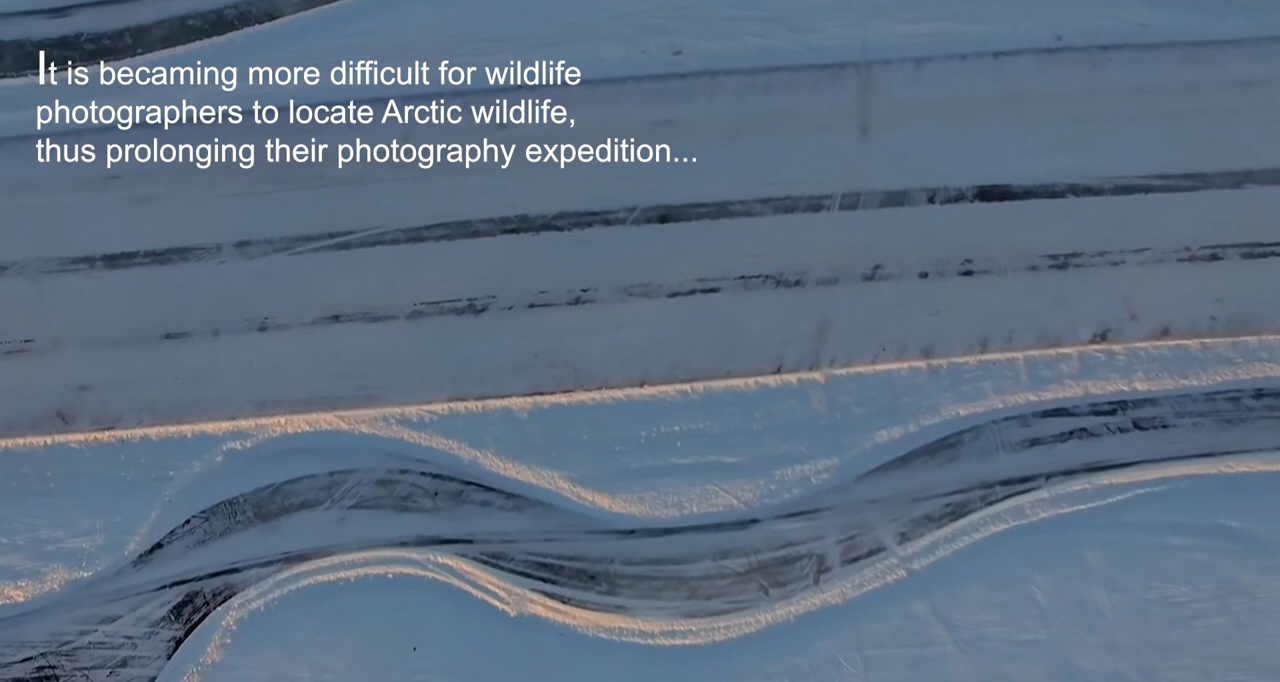 It is becaming more difficult for wildlife
photographers to locate Arctic wildlife,
thus prolonging their photography expedition...